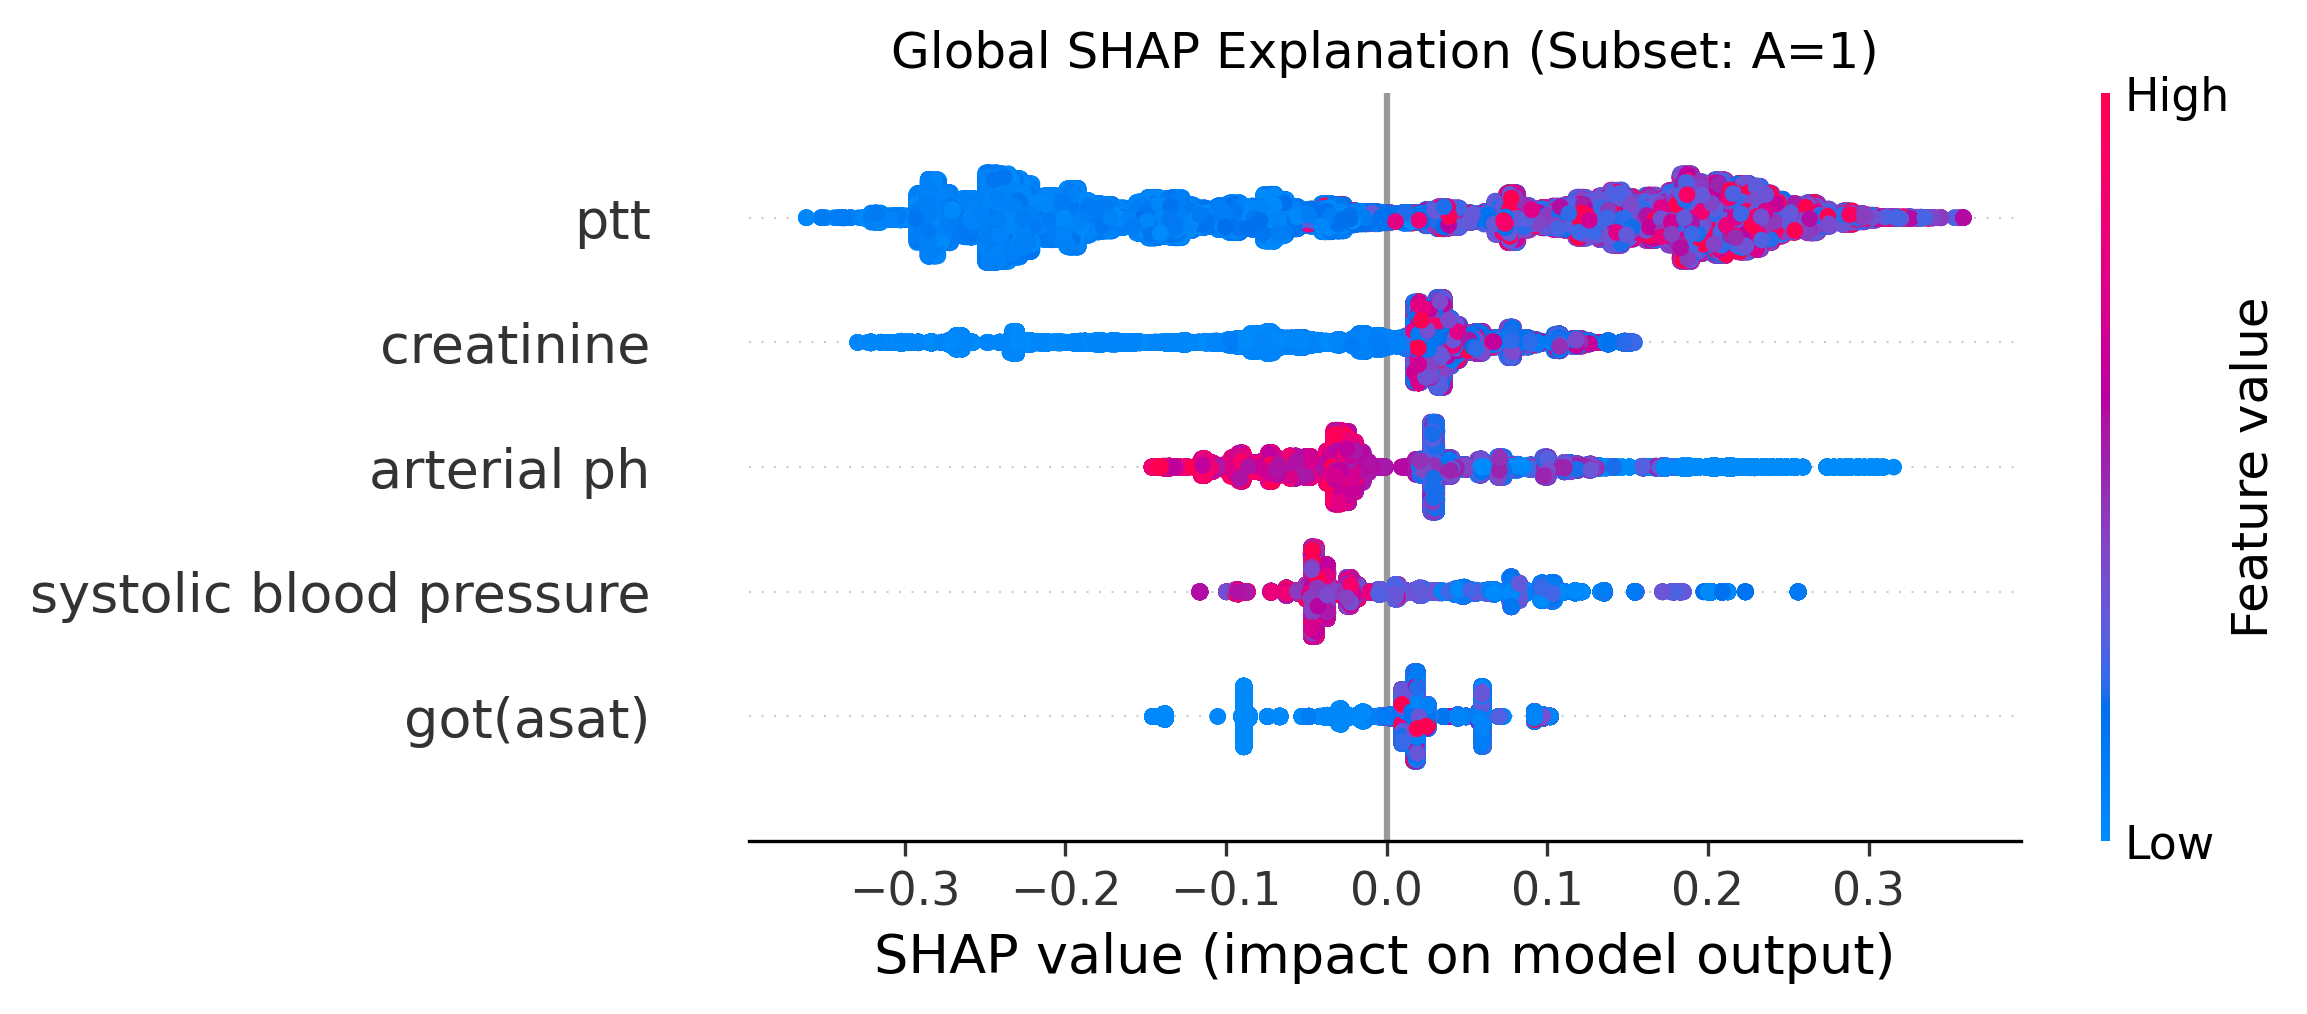 Global SHAP Explanation (Subset: A=1)
High
ptt
creatinine
arterial ph
systolic blood pressure
got(asat)
Feature value
Low
−0.3 −0.2 −0.1 0.0 0.1 0.2 0.3
SHAP value (impact on model output)